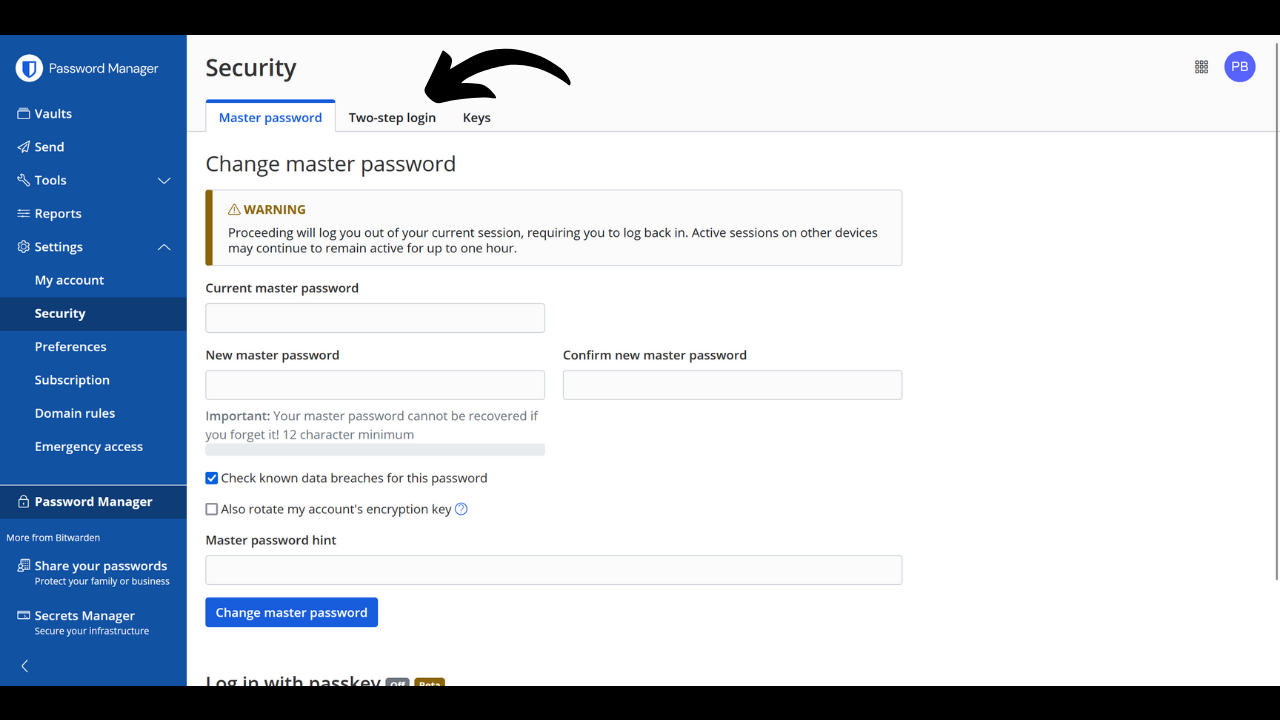 Password Manager
Vaults
Send
Tools
Reports
Settings
My account
Security
Preferences
Subscription
Domain rules
Emergency access
Password Manager
More from Bitwarden
Share your passwords
Protect your family or business
Secrets Manager
Secure your infrastructure
Security
PB
Master password
Two-step login
Keys
Change master password
WARNING
Proceeding will log you out of your current session, requiring you to log back in. Active sessions on other devices
may continue to remain active for up to one hour.
Current master password
New master password
Confirm new master password
Important: Your master password cannot be recovered if
you forget it! 12 character minimum
Check known data breaches for this password
Also rotate my account's encryption key
Master password hint
Change master password
Log in with passkey Off Beta